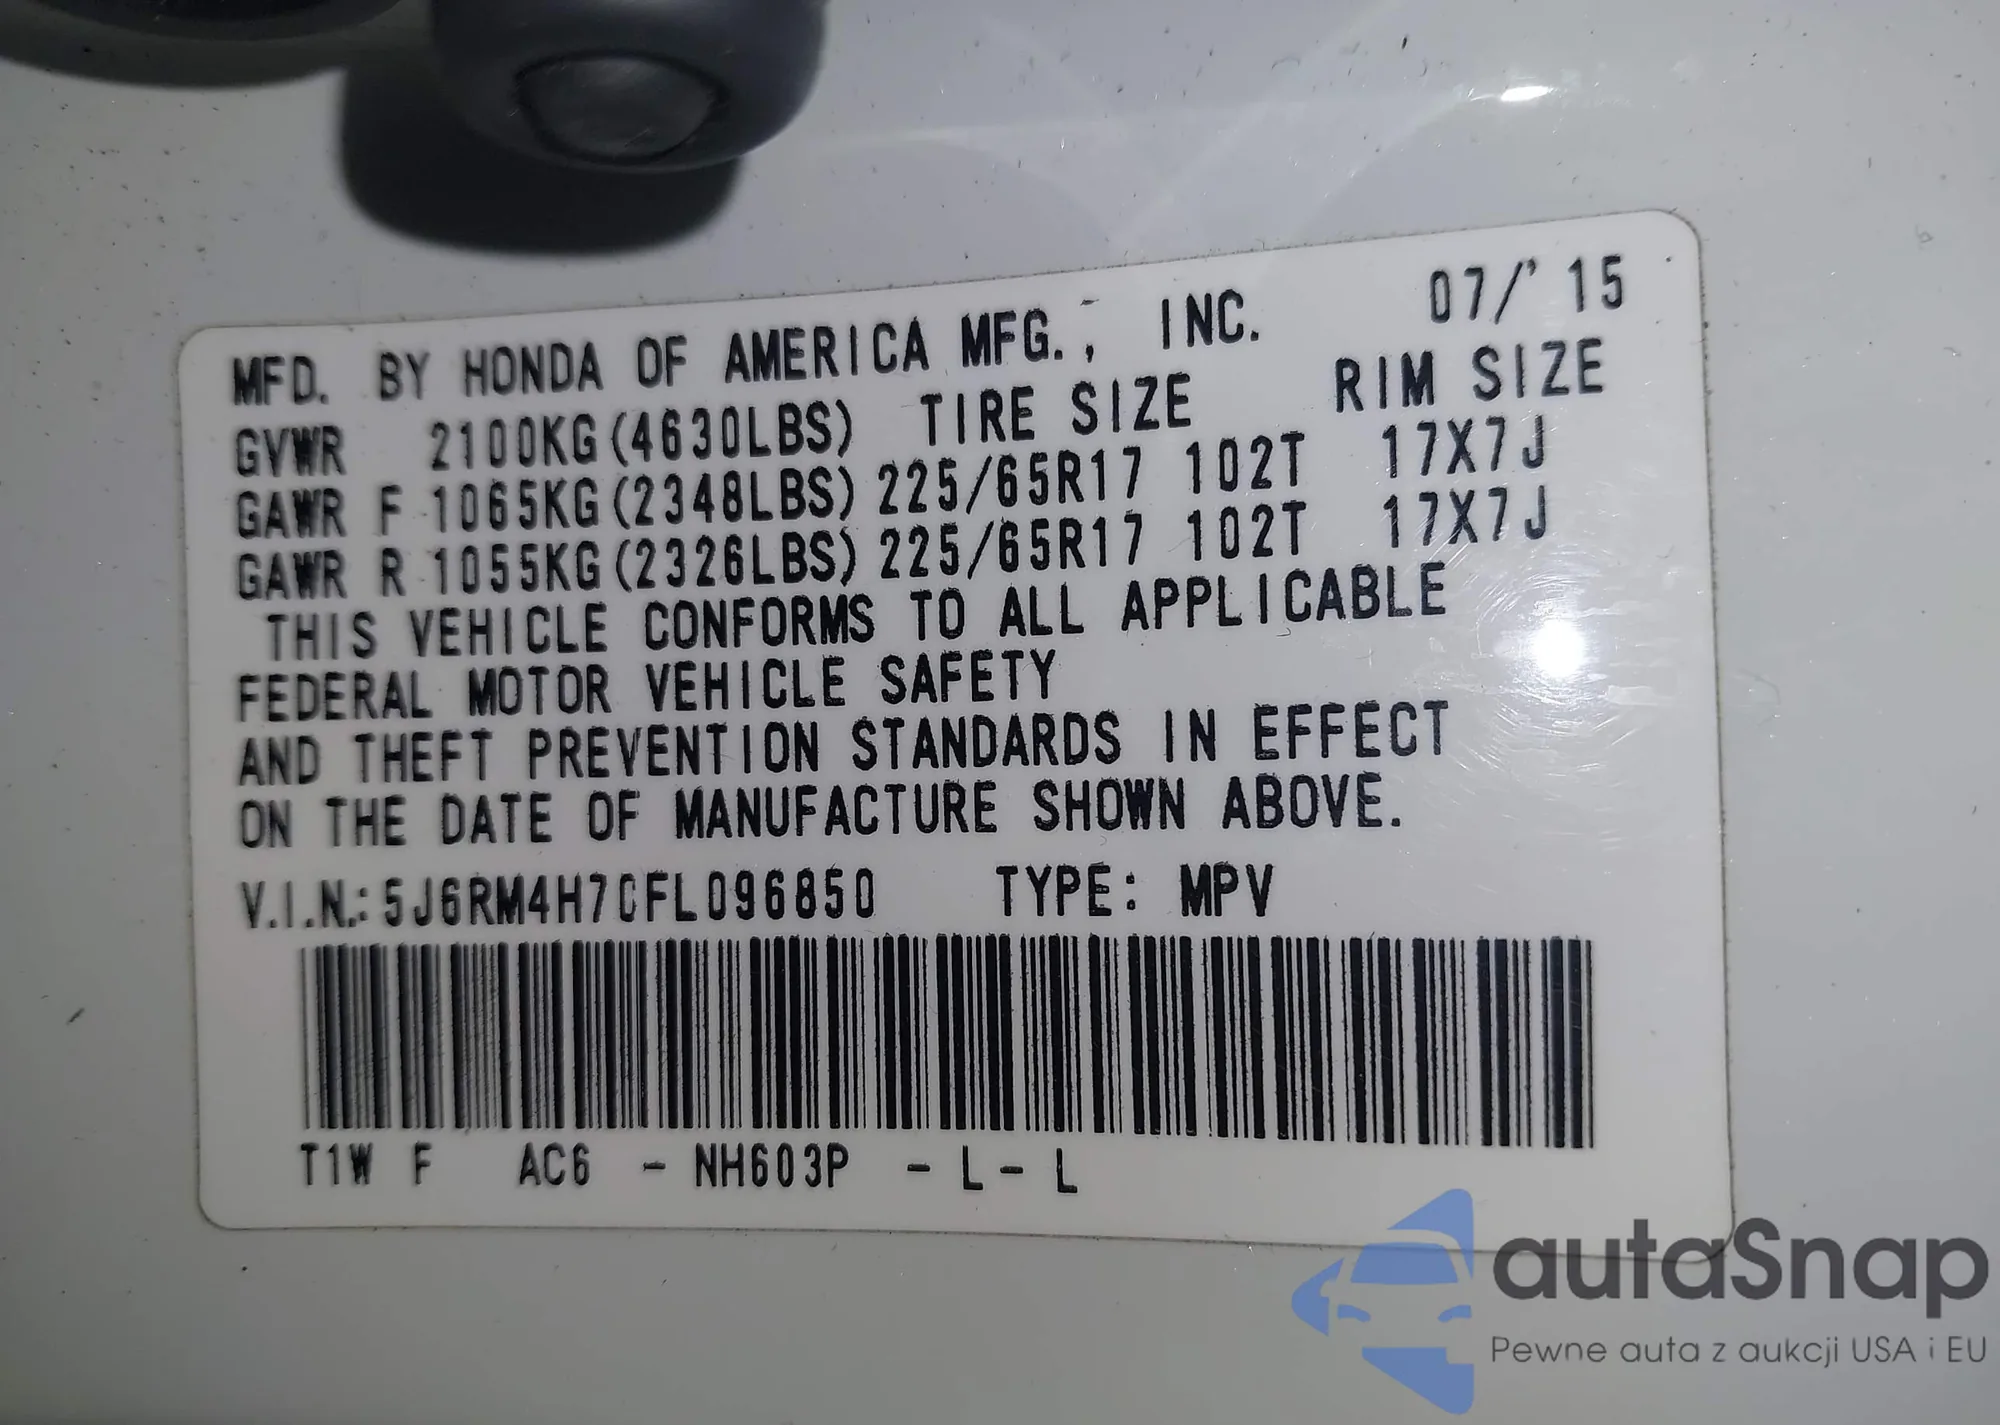 MFD. BY HONDA OF AMERICA MFG., INC. 07/'15
GVWR 2100KG(4630LBS) TIRE SIZE RIM SIZE
GAWR F 1065KG(2348LBS) 225/65R17 102T 17X7J
GAWR R 1055KG(2326LBS) 225/65R17 102T 17X7J
THIS VEHICLE CONFORMS TO ALL APPLICABLE
FEDERAL MOTOR VEHICLE SAFETY
AND THEFT PREVENTION STANDARDS IN EFFECT
ON THE DATE OF MANUFACTURE SHOWN ABOVE.
V.I.N.: 5J6RM4H70FL096850 TYPE: MPV
T1W F AC6 - NH603P - L - L
autaSnap
Pewne auta z aukcji USA i EU